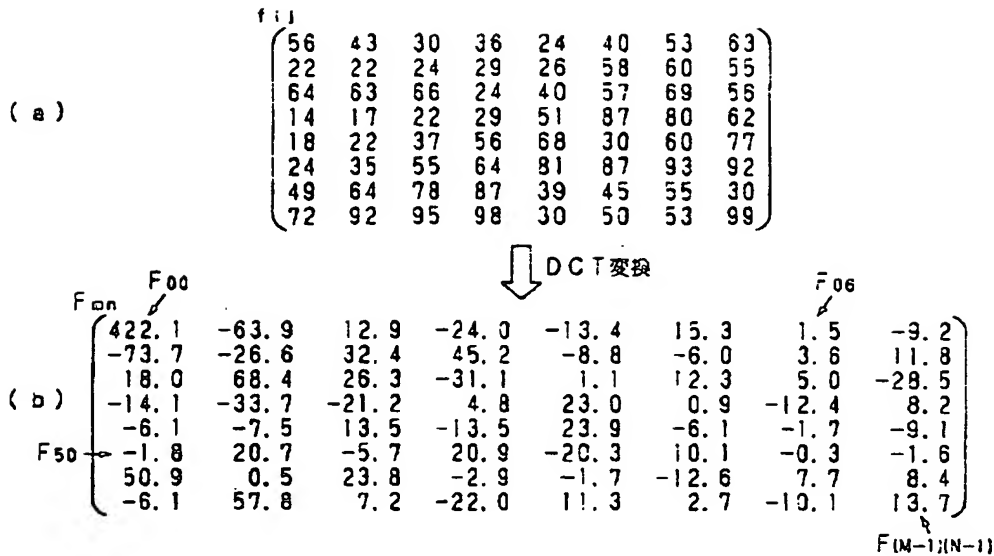 fij
56 43 30 36 24 40 53 63
22 22 24 29 26 58 60 55
64 63 66 24 40 57 69 56
(a)
14 17 22 29 51 87 80 62
18 22 37 56 68 30 60 77
24 35 55 64 81 87 93 92
49 64 78 87 39 45 55 30
72 92 95 98 30 50 53 99
DCT変換
F00
F06
Fmn
422.1 -63.9 12.9 -24.0 -13.4 15.3 1.5 -9.2
-73.7 -26.6 32.4 45.2 -8.8 -6.0 3.6 11.8
18.0 68.4 26.3 -31.1 1.1 12.3 5.0 -28.5
(b)
-14.1 -33.7 -21.2 4.8 23.0 0.9 -12.4 8.2
-6.1 -7.5 13.5 -13.5 23.9 -6.1 -1.7 -9.1
F50 -1.8 20.7 -5.7 20.9 -20.3 10.1 -0.3 -1.6
50.9 0.5 23.8 -2.9 -1.7 -12.6 7.7 8.4
-6.1 57.8 7.2 -22.0 11.3 2.7 -10.1 13.7
F(M-1)(N-1)